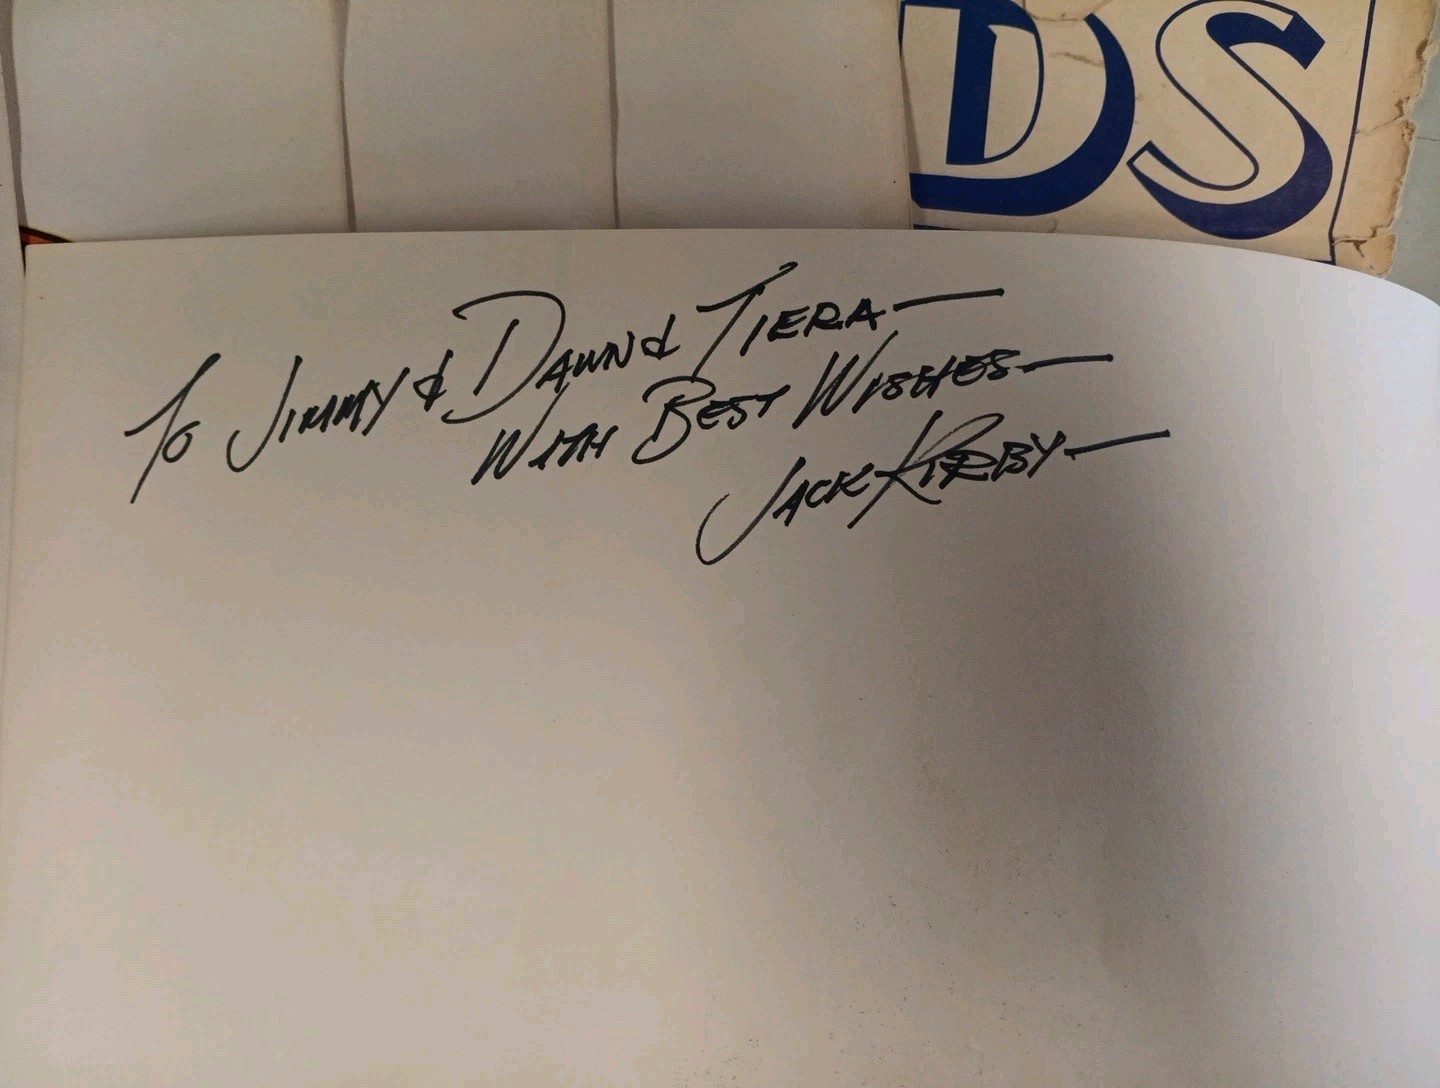 DS
To Jimmy & Dawn & Tiera—
With Best Wishes—
Jack Kirby—